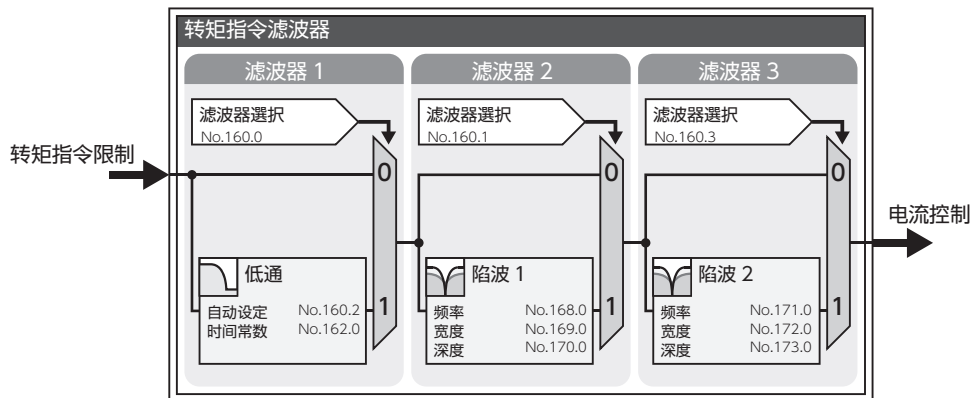 转矩指令滤波器
滤波器 1
滤波器 2
滤波器 3
滤波器選択
No.160.0
滤波器選択
No.160.1
滤波器選択
No.160.3
转矩指令限制
0
0
0
电流控制
低通
自动设定 No.160.2
时间常数 No.162.0
1
陷波 1
频率 No.168.0
宽度 No.169.0
深度 No.170.0
1
陷波 2
频率 No.171.0
宽度 No.172.0
深度 No.173.0
1